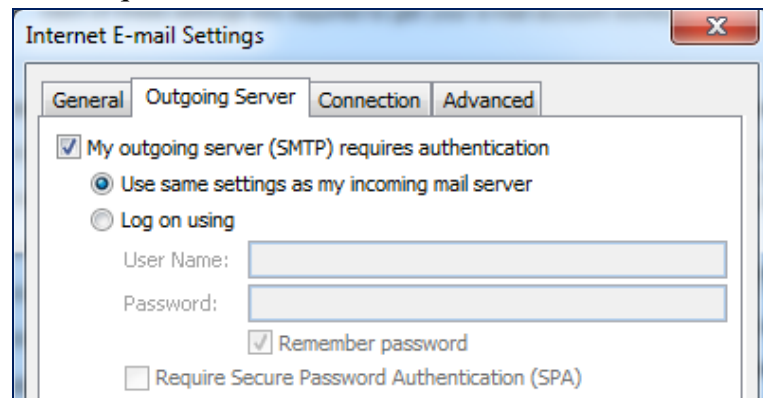 Internet E-mail Settings
General Outgoing Server Connection Advanced
My outgoing server (SMTP) requires authentication
Use same settings as my incoming mail server
Log on using
User Name:
Password:
Remember password
Require Secure Password Authentication (SPA)